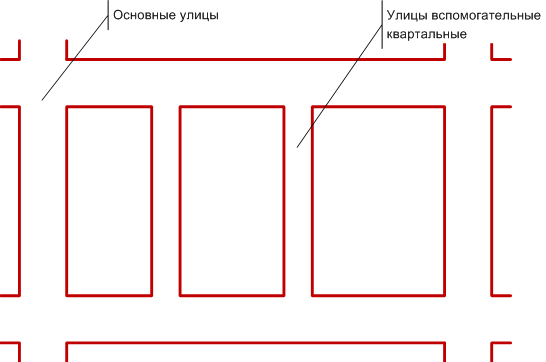 Основные улицы
Улицы вспомогательные
квартальные